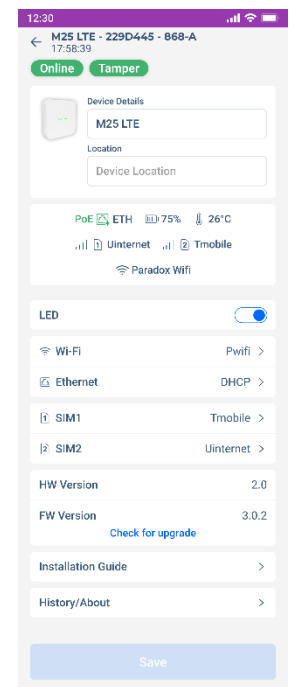 12:30
M25 LTE - 229D445 - 868-A
17:58:39
Online Tamper
Device Details
M25 LTE
Location
Device Location
PoE ETH 75% 26°C
1 Uinternet 2 Tmobile
Paradox Wifi
LED
Wi-Fi Pwifi >
Ethernet DHCP >
1 SIM1 Tmobile >
2 SIM2 Uinternet >
HW Version 2.0
FW Version 3.0.2
Check for upgrade
Installation Guide >
History/About >
Save